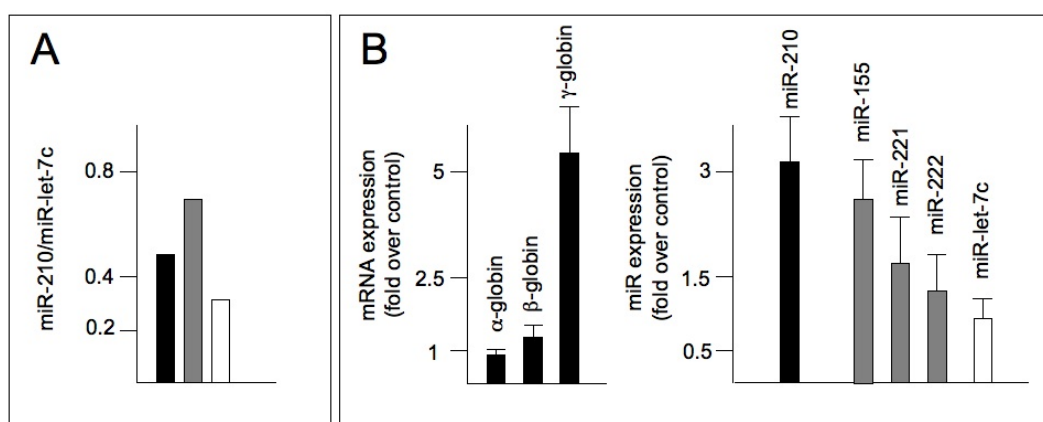 A
miR-210/miR-let-7c
0.8
0.4
0.2
B
mRNA expression
(fold over control)
5
2.5
1
α-globin
β-globin
γ-globin
miR expression
(fold over control)
3
1.5
0.5
miR-210
miR-155
miR-221
miR-222
miR-let-7c